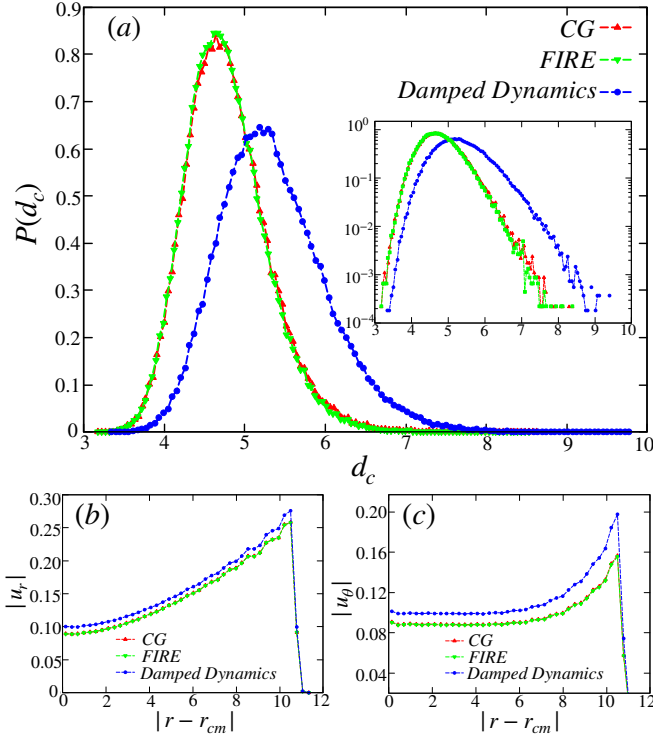 (a)
CG
FIRE
Damped Dynamics
P(d_c)
0.9
0.8
0.7
0.6
0.5
0.4
0.3
0.2
0.1
0
3 4 5 6 7 8 9 10
d_c
10^0
10^-1
10^-2
10^-3
10^-4
3 4 5 6 7 8 9 10
(b)
|u_r|
0.30
0.25
0.20
0.15
0.10
0.05
0.00
CG
FIRE
Damped Dynamics
0 2 4 6 8 10 12
|r − r_cm|
(c)
|u_θ|
0.20
0.16
0.12
0.08
0.04
CG
FIRE
Damped Dynamics
0 2 4 6 8 10 12
|r − r_cm|